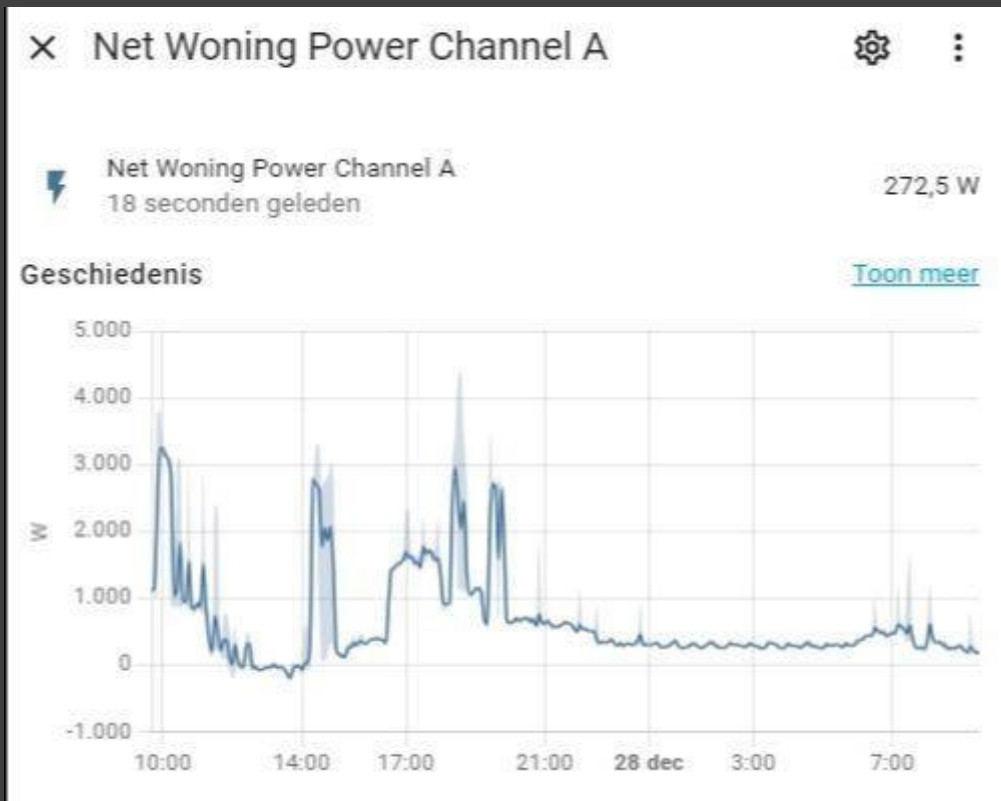 Net Woning Power Channel A
Net Woning Power Channel A
18 seconden geleden
272,5 W
Geschiedenis
Toon meer
5.000
4.000
3.000
2.000
1.000
0
-1.000
W
10:00
14:00
17:00
21:00
28 dec
3:00
7:00